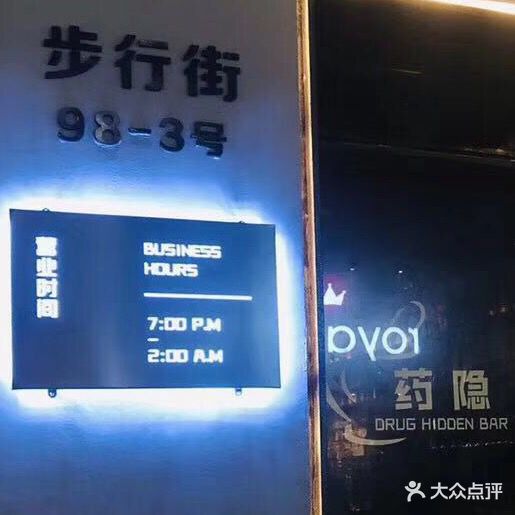 步行街
98-3号
营业时间
BUSINESS
HOURS
7:00 P.M
-
2:00 A.M
roya
药隐
DRUG HIDDEN BAR
大众点评